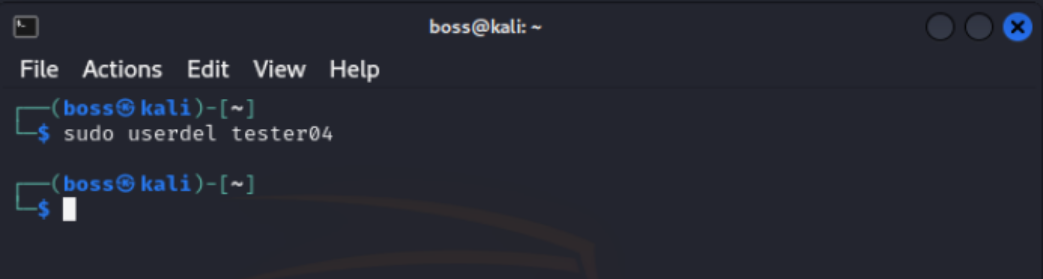 boss@kali: ~
File Actions Edit View Help
┌──(boss㉿kali)-[~]
└─$ sudo userdel tester04
┌──(boss㉿kali)-[~]
└─$